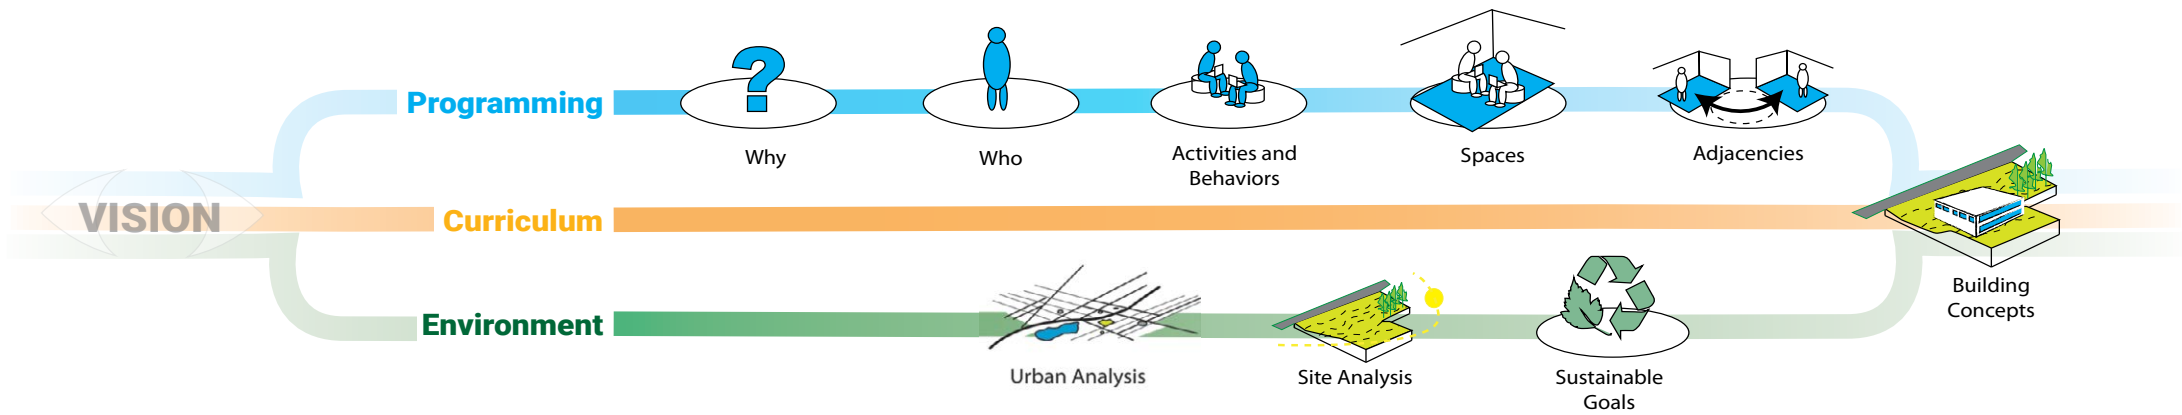 Programming
Why
Who
Activities and
Behaviors
Spaces
Adjacencies
VISION
Curriculum
Building
Concepts
Environment
Urban Analysis
Site Analysis
Sustainable
Goals